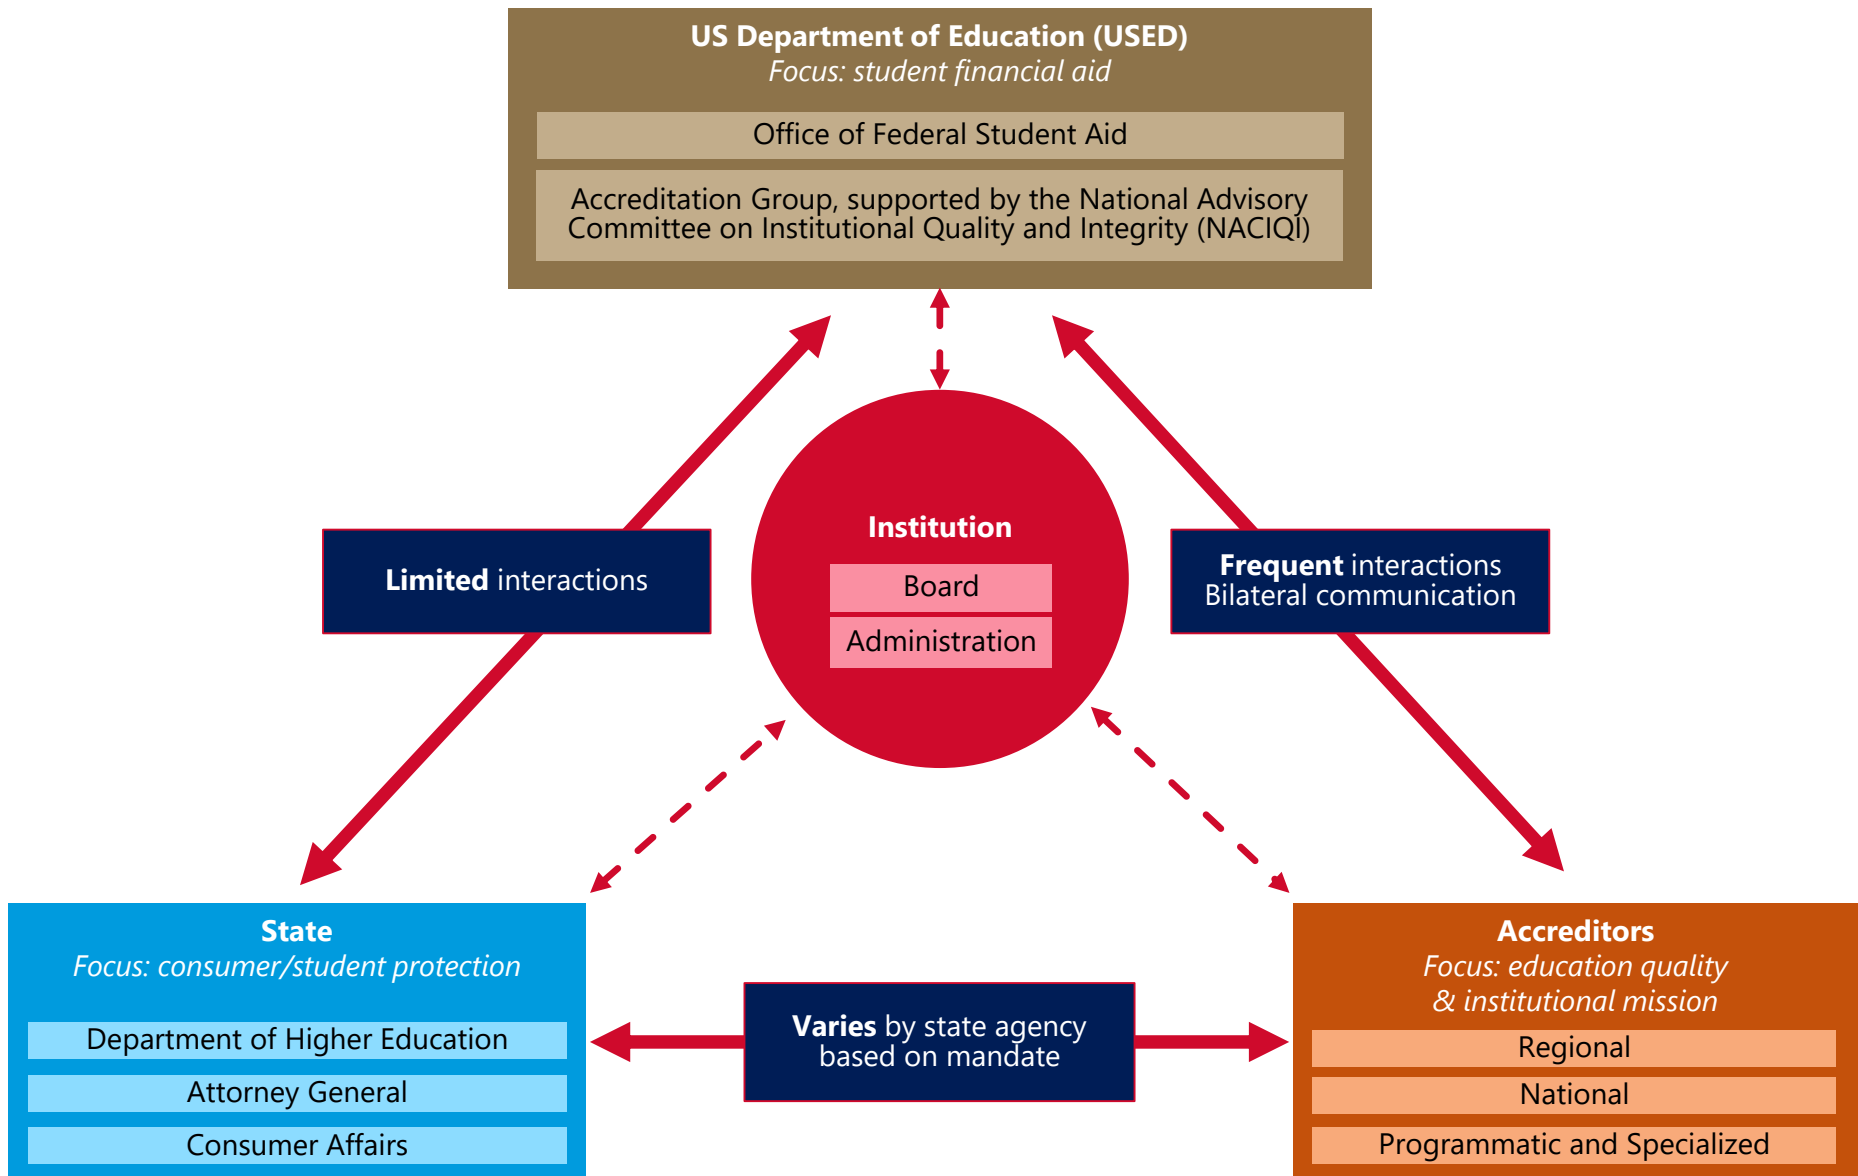 US Department of Education (USED)
Focus: student financial aid
Office of Federal Student Aid
Accreditation Group, supported by the National Advisory
Committee on Institutional Quality and Integrity (NACIQI)
Institution
Board
Administration
Limited interactions
Frequent interactions
Bilateral communication
State
Focus: consumer/student protection
Department of Higher Education
Attorney General
Consumer Affairs
Varies by state agency
based on mandate
Accreditors
Focus: education quality
& institutional mission
Regional
National
Programmatic and Specialized